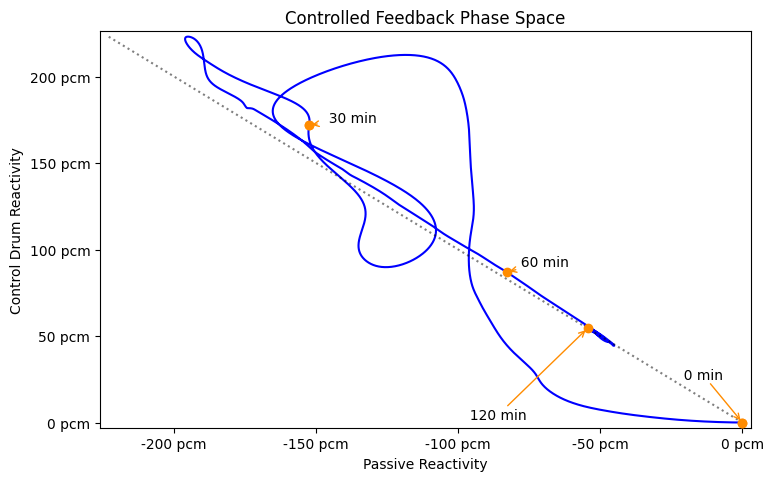 Controlled Feedback Phase Space
Control Drum Reactivity
200 pcm
150 pcm
100 pcm
50 pcm
0 pcm
30 min
60 min
0 min
120 min
-200 pcm
-150 pcm
-100 pcm
-50 pcm
0 pcm
Passive Reactivity